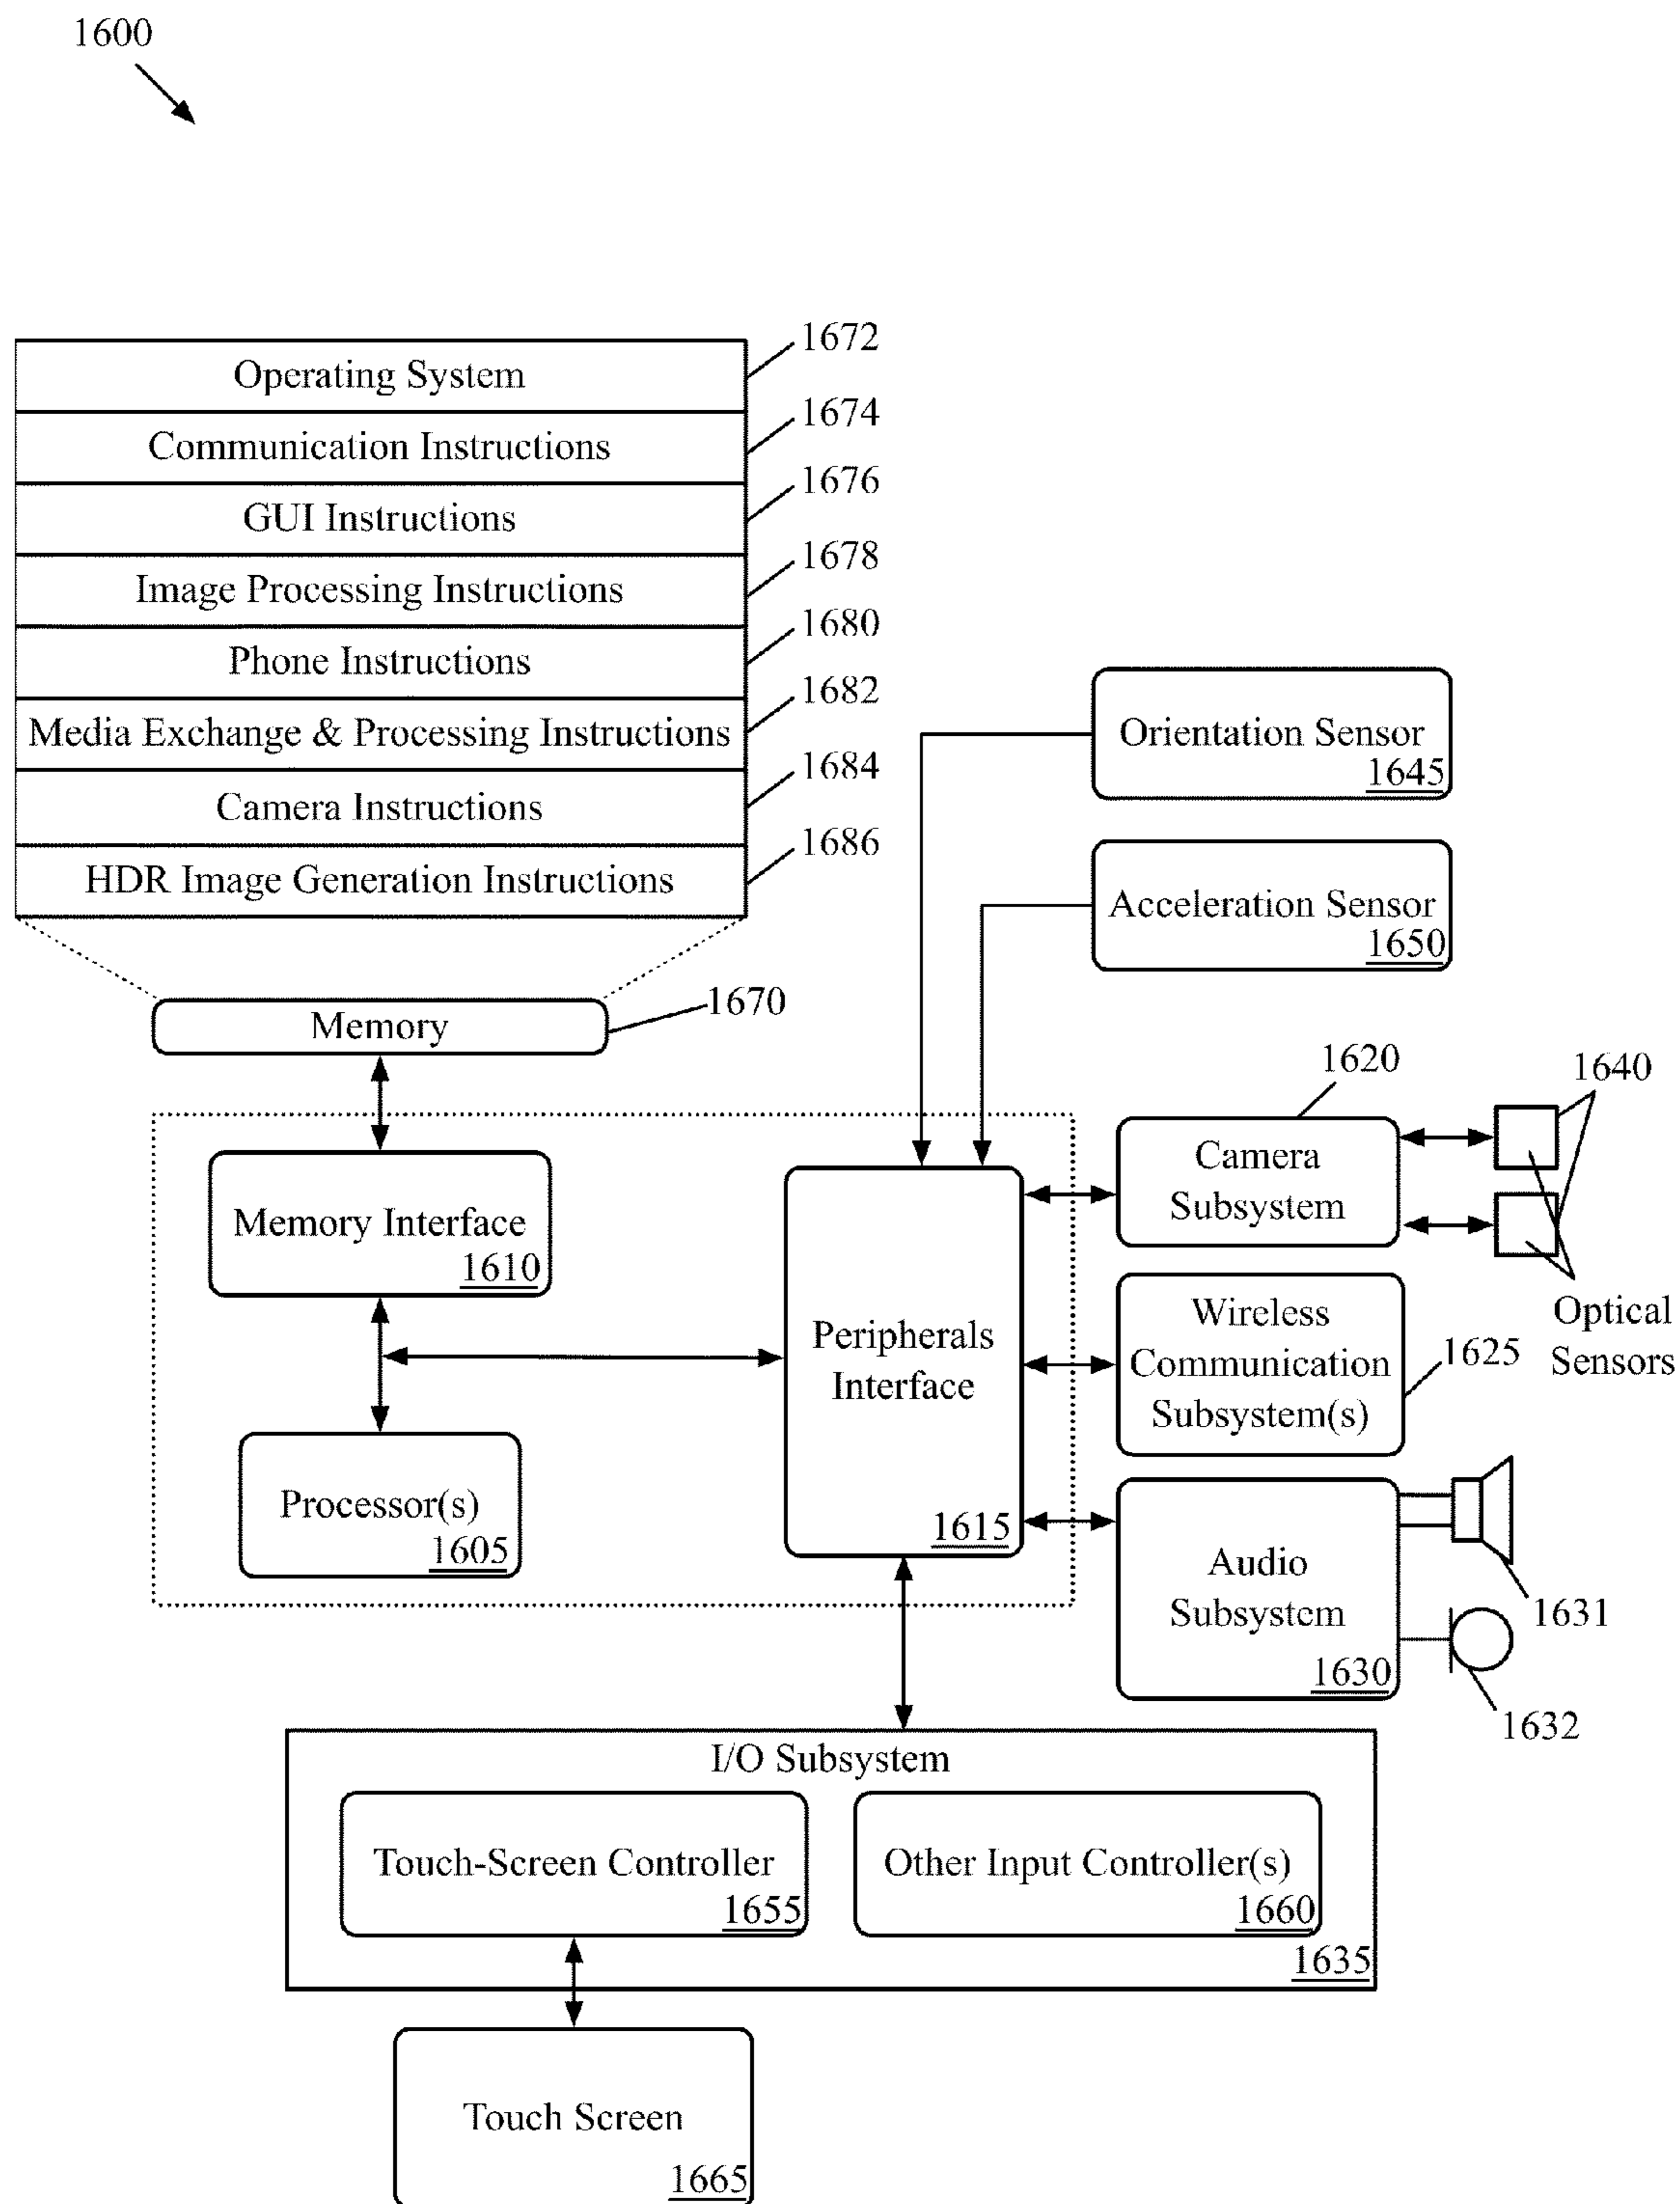 1600
Operating System
1672
Communication Instructions
1674
GUI Instructions
1676
Image Processing Instructions
1678
Phone Instructions
1680
Media Exchange & Processing Instructions
1682
Camera Instructions
1684
HDR Image Generation Instructions
1686
Orientation Sensor
1645
Acceleration Sensor
1650
Memory
1670
Memory Interface
1610
Processor(s)
1605
Peripherals
Interface
1615
1620
Camera
Subsystem
1640
Optical
Sensors
Wireless
Communication
Subsystem(s)
1625
Audio
Subsystem
1630
1631
1632
I/O Subsystem
Touch-Screen Controller
1655
Other Input Controller(s)
1660
1635
Touch Screen
1665